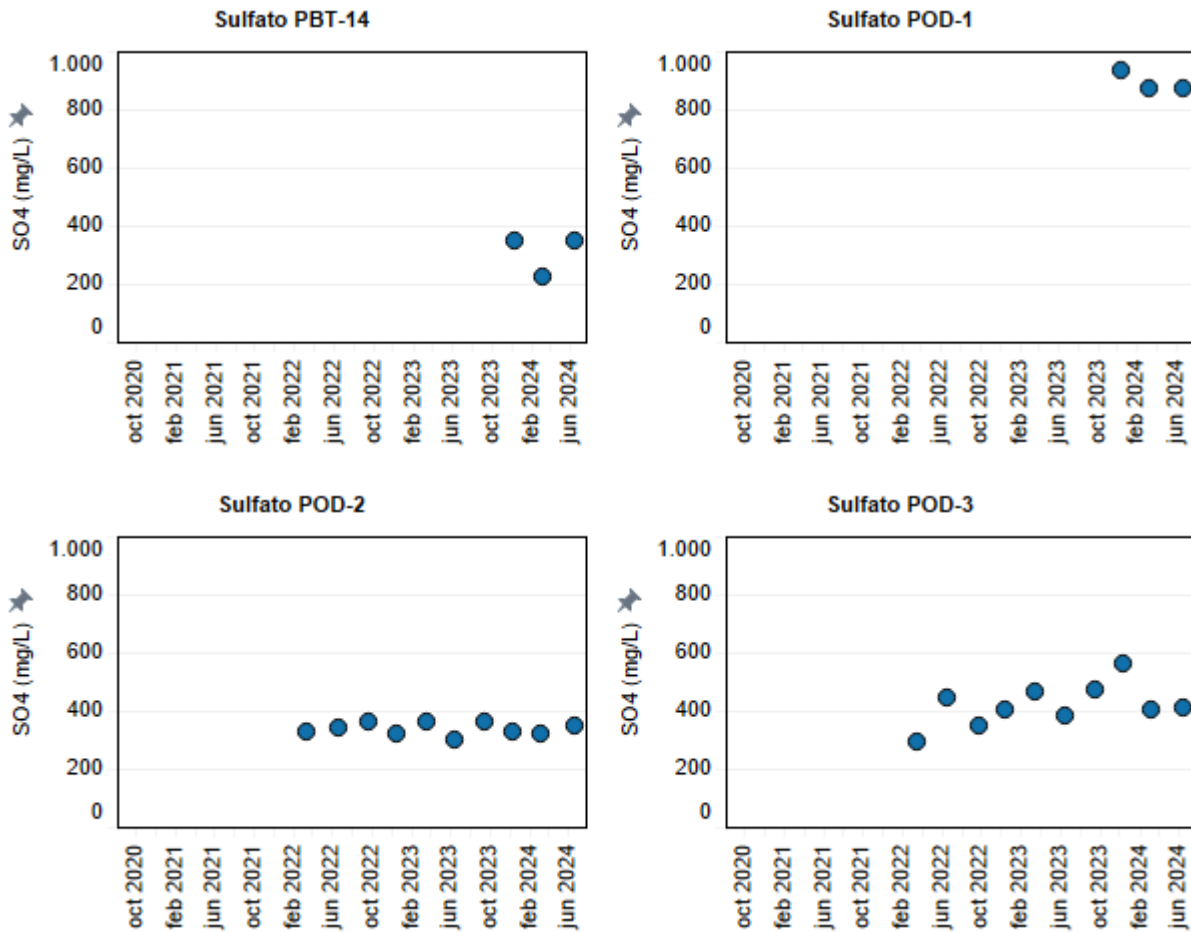 Sulfato PBT-14
SO4 (mg/L)
1.000
800
600
400
200
0
oct 2020
feb 2021
jun 2021
oct 2021
feb 2022
jun 2022
oct 2022
feb 2023
jun 2023
oct 2023
feb 2024
jun 2024
Sulfato POD-1
SO4 (mg/L)
1.000
800
600
400
200
0
oct 2020
feb 2021
jun 2021
oct 2021
feb 2022
jun 2022
oct 2022
feb 2023
jun 2023
oct 2023
feb 2024
jun 2024
Sulfato POD-2
SO4 (mg/L)
1.000
800
600
400
200
0
oct 2020
feb 2021
jun 2021
oct 2021
feb 2022
jun 2022
oct 2022
feb 2023
jun 2023
oct 2023
feb 2024
jun 2024
Sulfato POD-3
SO4 (mg/L)
1.000
800
600
400
200
0
oct 2020
feb 2021
jun 2021
oct 2021
feb 2022
jun 2022
oct 2022
feb 2023
jun 2023
oct 2023
feb 2024
jun 2024